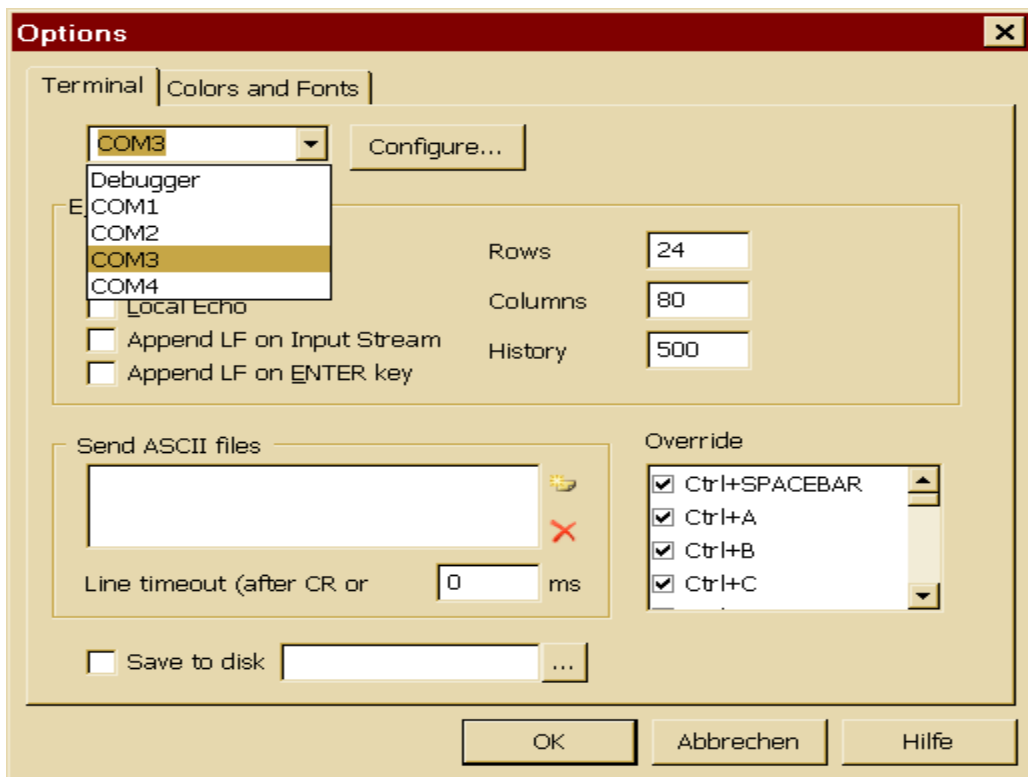 Options
Terminal
Colors and Fonts
COM3
Configure...
Debugger
COM1
COM2
COM3
COM4
Local Echo
Append LF on Input Stream
Append LF on ENTER key
Rows 24
Columns 80
History 500
Send ASCII files
Line timeout (after CR or 0 ms
Override
Ctrl+SPACEBAR
Ctrl+A
Ctrl+B
Ctrl+C
Save to disk ...
OK Abbrechen Hilfe